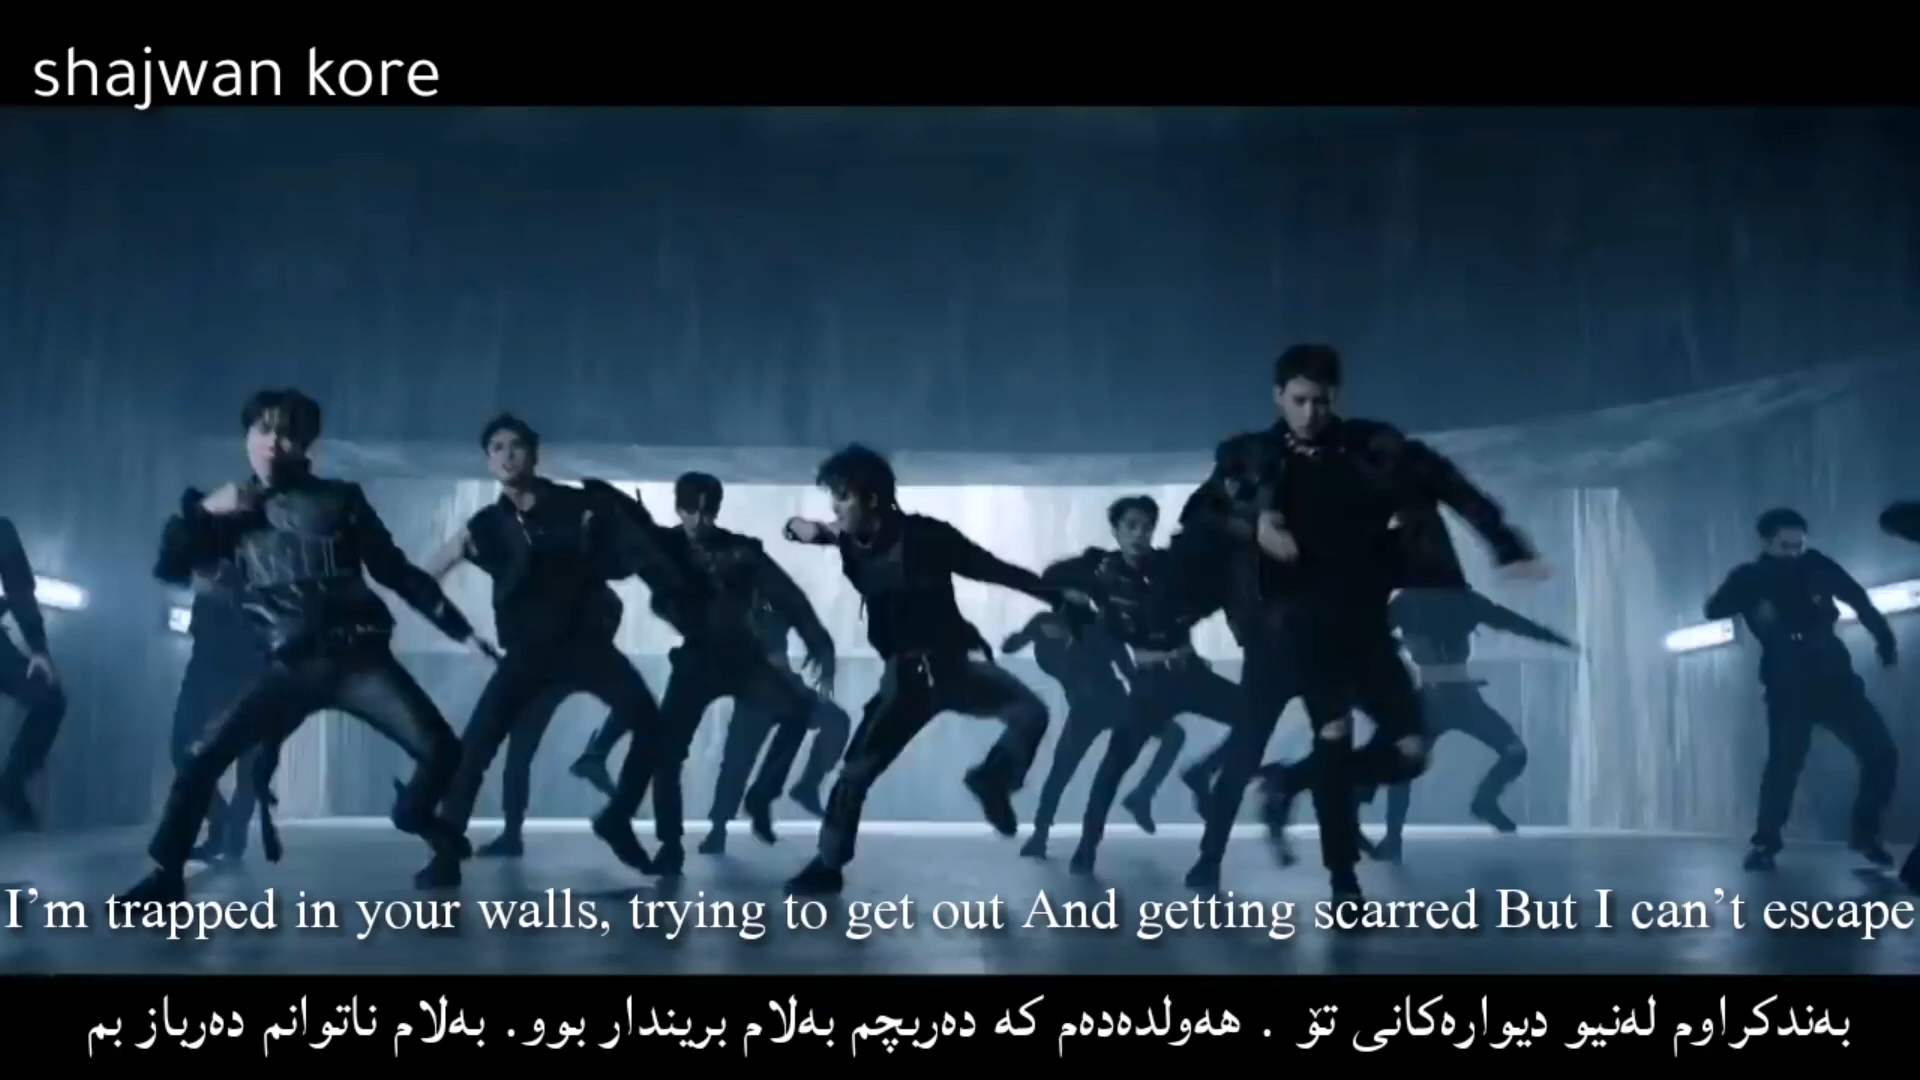 shajwan kore
I’m trapped in your walls, trying to get out And getting scarred But I can’t escape
بەندکراوم لەنیو دیوارەکانی تۆ . هەولدەدەم کە دەربچم بەلام بریندار بوو. بەلام ناتوانم دەرباز بم